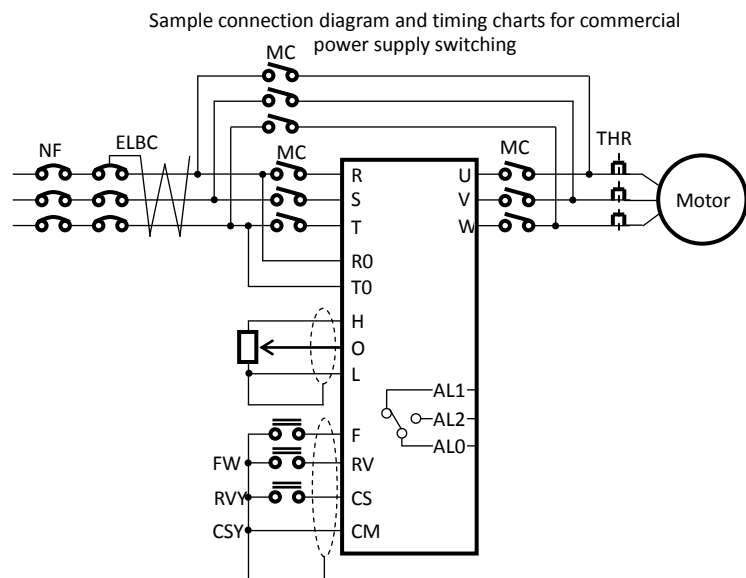 Sample connection diagram and timing charts for commercial
power supply switching
MC
NF
ELBC
MC
MC
THR
R
U
S
V
Motor
T
W
R0
T0
H
O
L
AL1
AL2
F
AL0
FW
RV
RVY
CS
CSY
CM